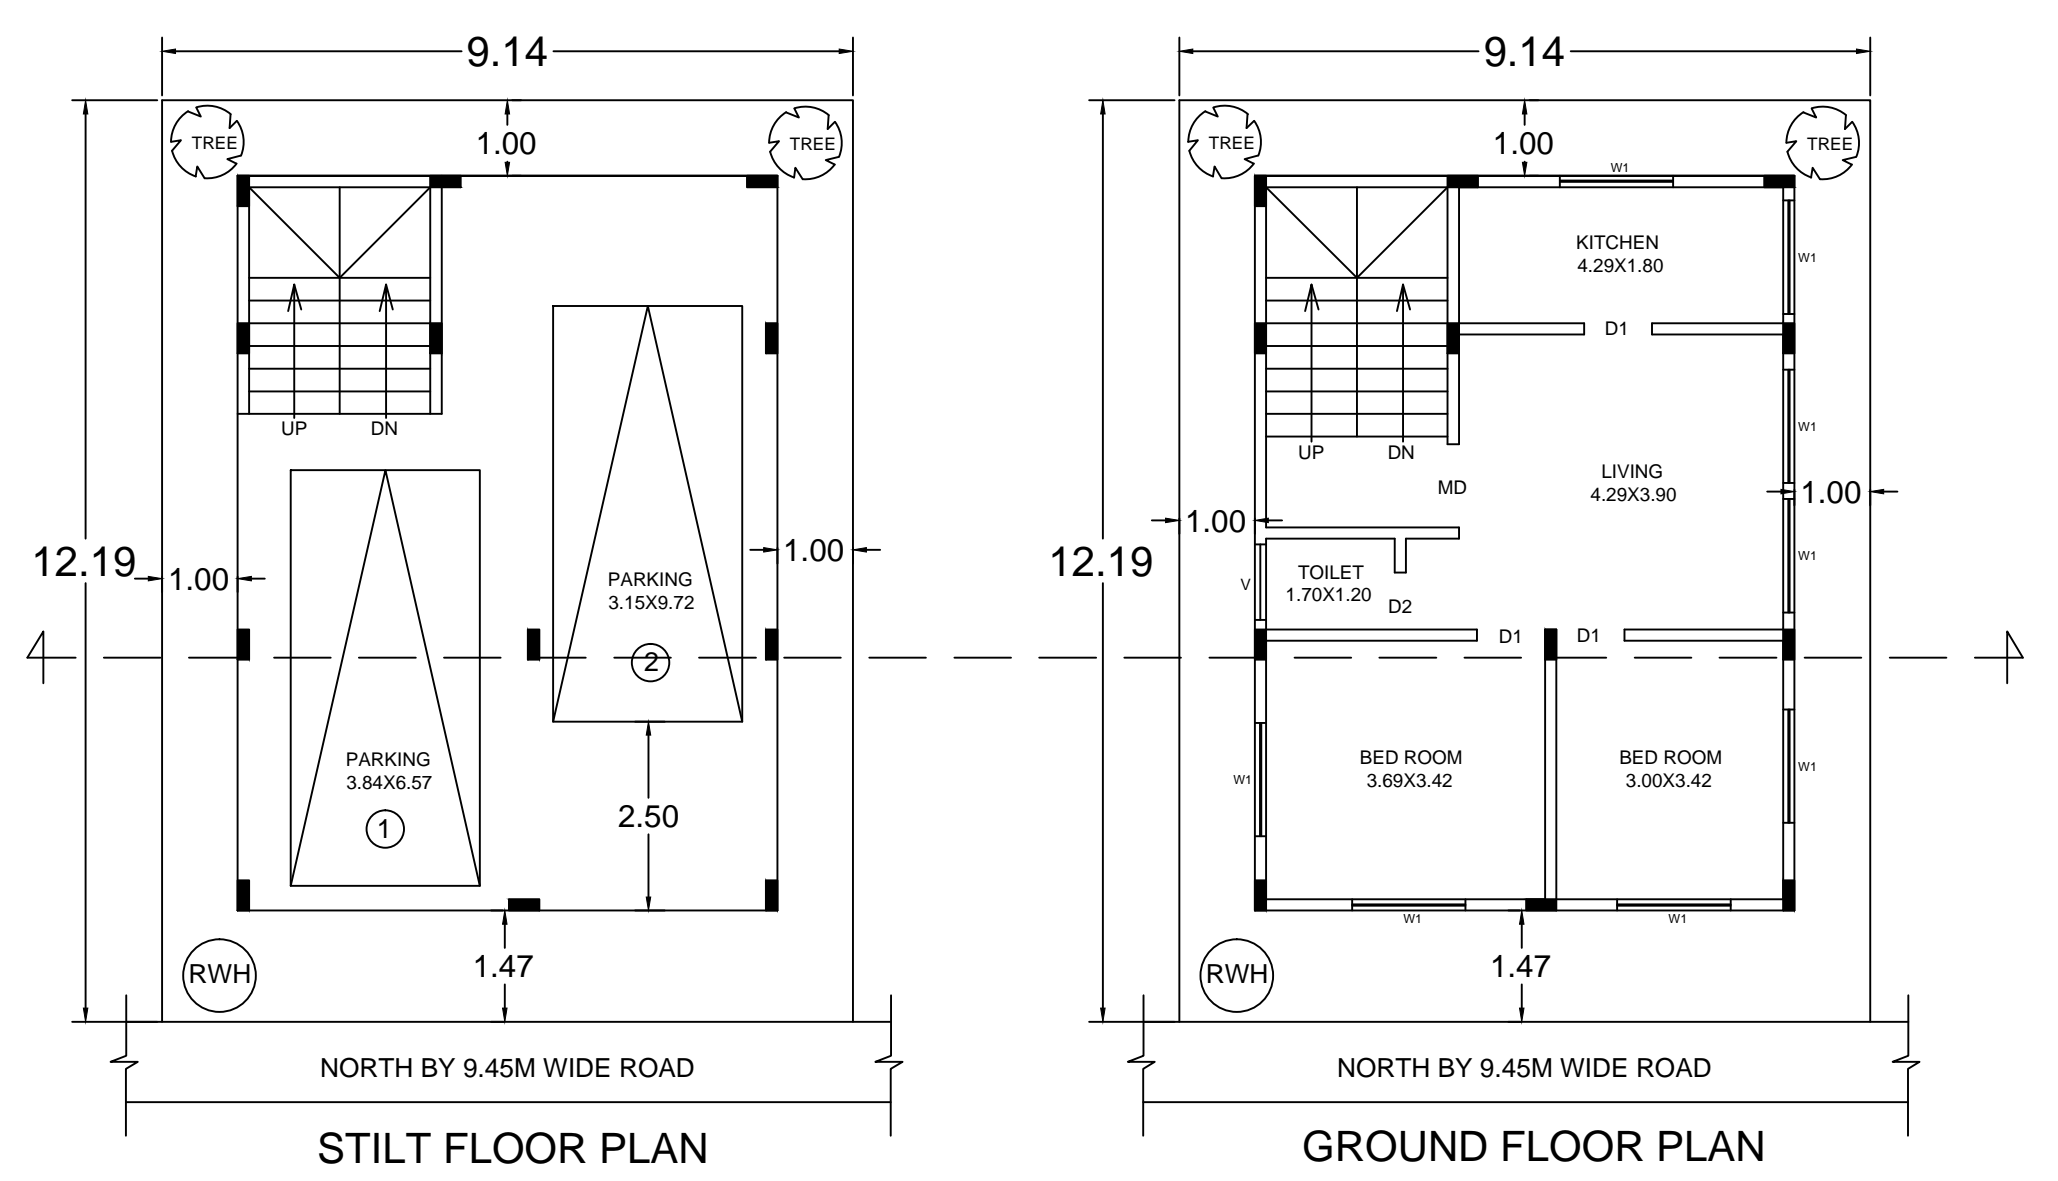 9.14
TREE
TREE
1.00
12.19
1.00
1.00
UP
DN
PARKING
3.15X9.72
2
PARKING
3.84X6.57
1
2.50
1.47
RWH
NORTH BY 9.45M WIDE ROAD
STILT FLOOR PLAN
9.14
TREE
TREE
1.00
W1
KITCHEN
4.29X1.80
W1
D1
W1
UP
DN
LIVING
4.29X3.90
MD
1.00
1.00
12.19
W1
TOILET
1.70X1.20
V
D2
D1
D1
BED ROOM
3.69X3.42
BED ROOM
3.00X3.42
W1
W1
W1
W1
1.47
RWH
NORTH BY 9.45M WIDE ROAD
GROUND FLOOR PLAN